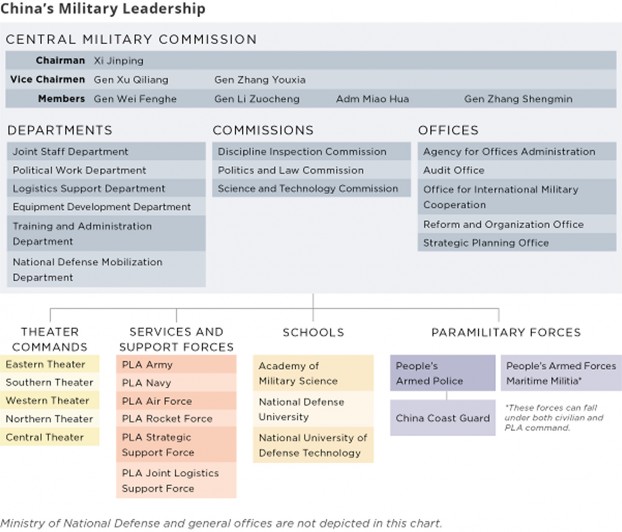 China's Military Leadership
CENTRAL MILITARY COMMISSION
Chairman Xi Jinping
Vice Chairmen Gen Xu Qiliang Gen Zhang Youxia
Members Gen Wei Fenghe Gen Li Zuocheng Adm Miao Hua Gen Zhang Shengmin
DEPARTMENTS
Joint Staff Department
Political Work Department
Logistics Support Department
Equipment Development Department
Training and Administration
Department
National Defense Mobilization
Department
COMMISSIONS
Discipline Inspection Commission
Politics and Law Commission
Science and Technology Commission
OFFICES
Agency for Offices Administration
Audit Office
Office for International Military
Cooperation
Reform and Organization Office
Strategic Planning Office
THEATER
COMMANDS
Eastern Theater
Southern Theater
Western Theater
Northern Theater
Central Theater
SERVICES AND
SUPPORT FORCES
PLA Army
PLA Navy
PLA Air Force
PLA Rocket Force
PLA Strategic
Support Force
PLA Joint Logistics
Support Force
SCHOOLS
Academy of
Military Science
National Defense
University
National University of
Defense Technology
PARAMILITARY FORCES
People's
Armed Police
China Coast Guard
People's Armed Forces
Maritime Militia*
*These forces can fall
under both civilian and
PLA command.
Ministry of National Defense and general offices are not depicted in this chart.